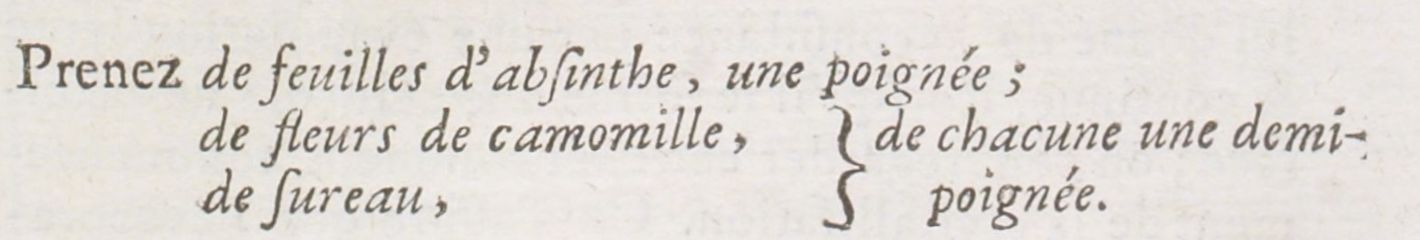 Prenez de feuilles d'abſinthe, une poignée;
de fleurs de camomille, } de chacune une demi-
de ſureau, } poignée.